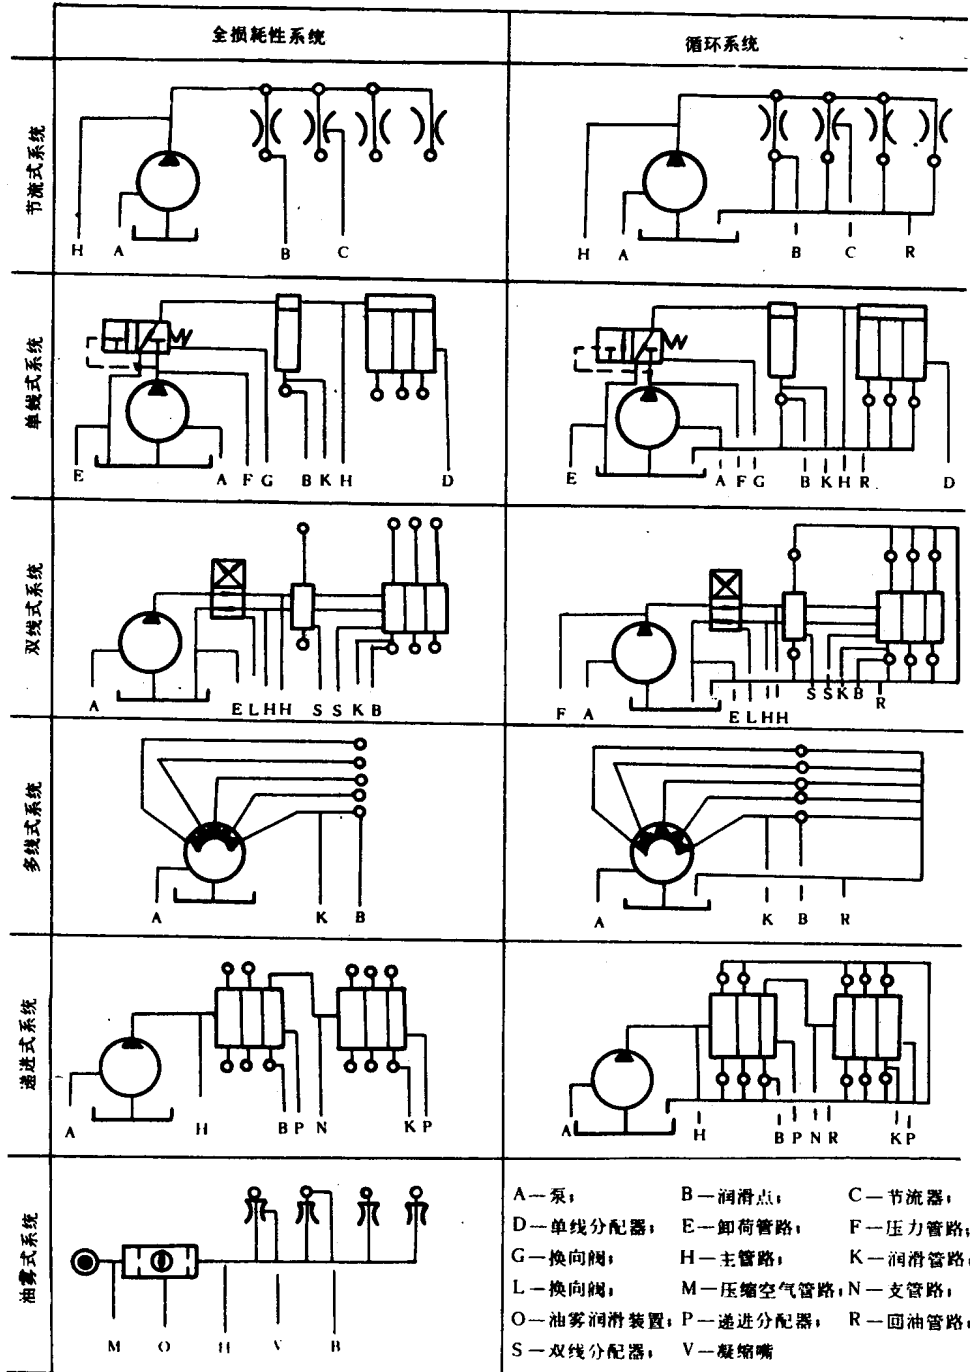 全损耗性系统
循环系统
节流式系统
H A B C
H A B C R
单线式系统
E A F G B K H D
E A F G B K H R D
双线式系统
A E L H H S S K B
F A E L H H S S K B R
多线式系统
A K B
A K B R
递进式系统
A H B P N K P
A H B P N R K P
油雾式系统
M O H V B
A—泵; B—润滑点; C—节流器;
D—单线分配器; E—卸荷管路; F—压力管路;
G—换向阀; H—主管路; K—润滑管路;
L—换向阀; M—压缩空气管路; N—支管路;
O—油雾润滑装置; P—递进分配器; R—回油管路;
S—双线分配器; V—凝缩嘴